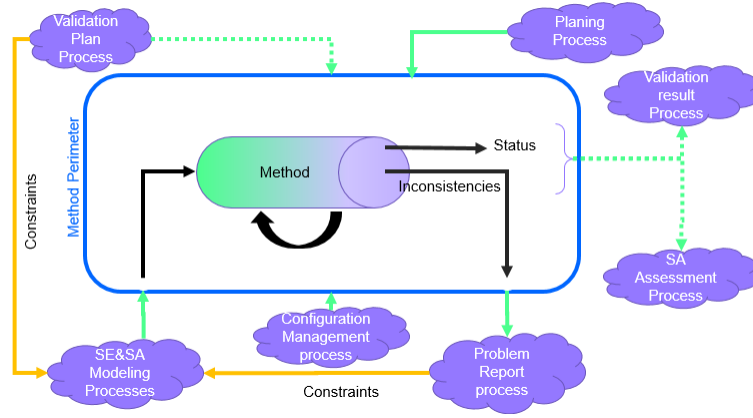 Validation
Plan
Process
Planing
Process
Validation
result
Process
Method Perimeter
Constraints
Method
Status
Inconsistencies
SA
Assessment
Process
SE&SA
Modeling
Processes
Configuration
Management
process
Problem
Report
process
Constraints